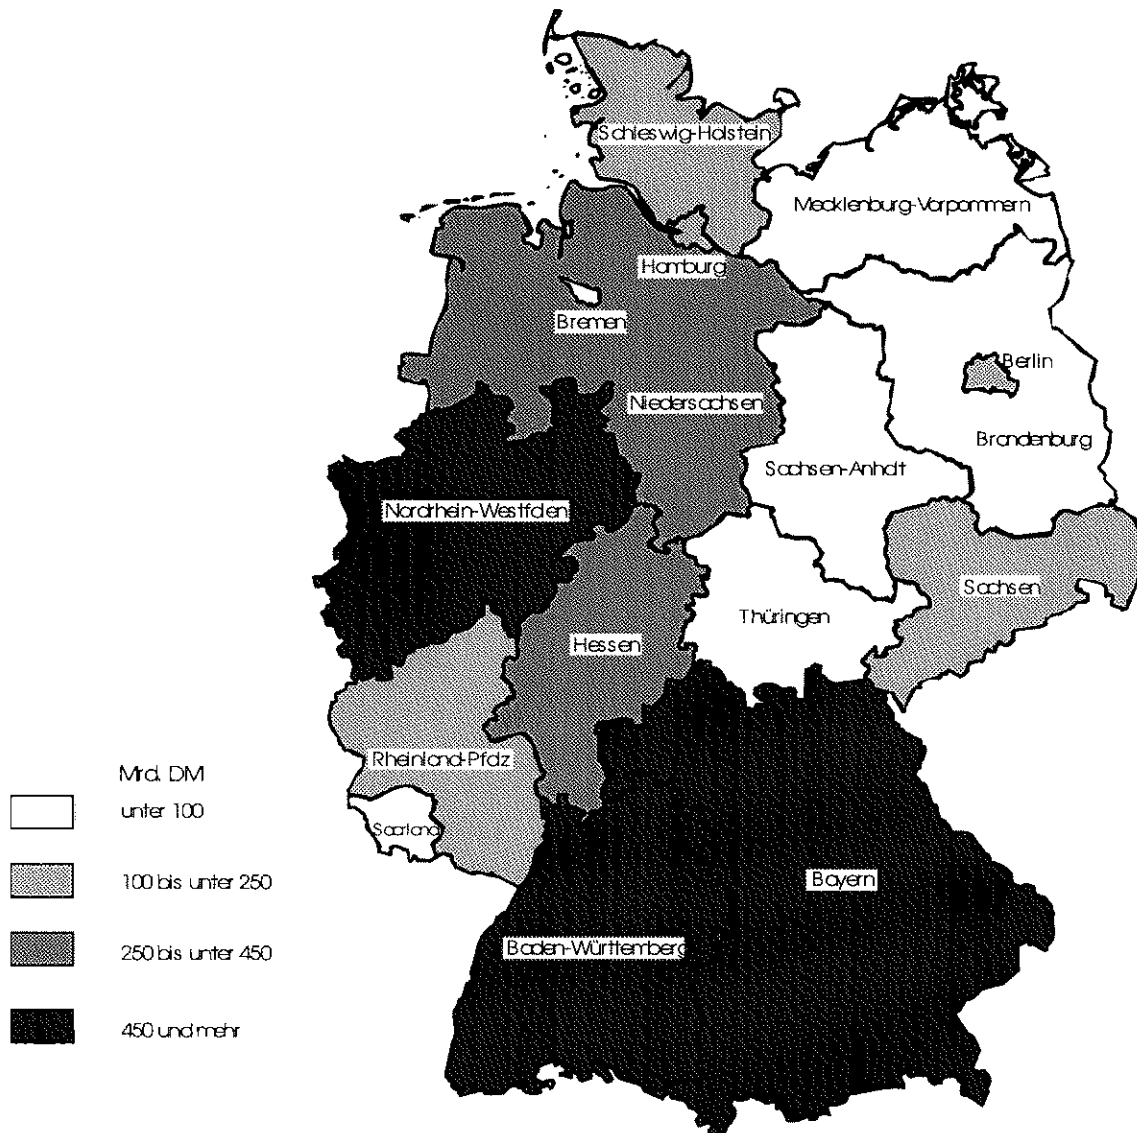 Schleswig-Holstein
Mecklenburg-Vorpommern
Hamburg
Bremen
Berlin
Niedersachsen
Brandenburg
Sachsen-Anhalt
Nordrhein-Westfalen
Sachsen
Thüringen
Hessen
Rheinland-Pfalz
Saarland
Bayern
Baden-Württemberg
Mrd. DM
unter 100
100 bis unter 250
250 bis unter 450
450 und mehr